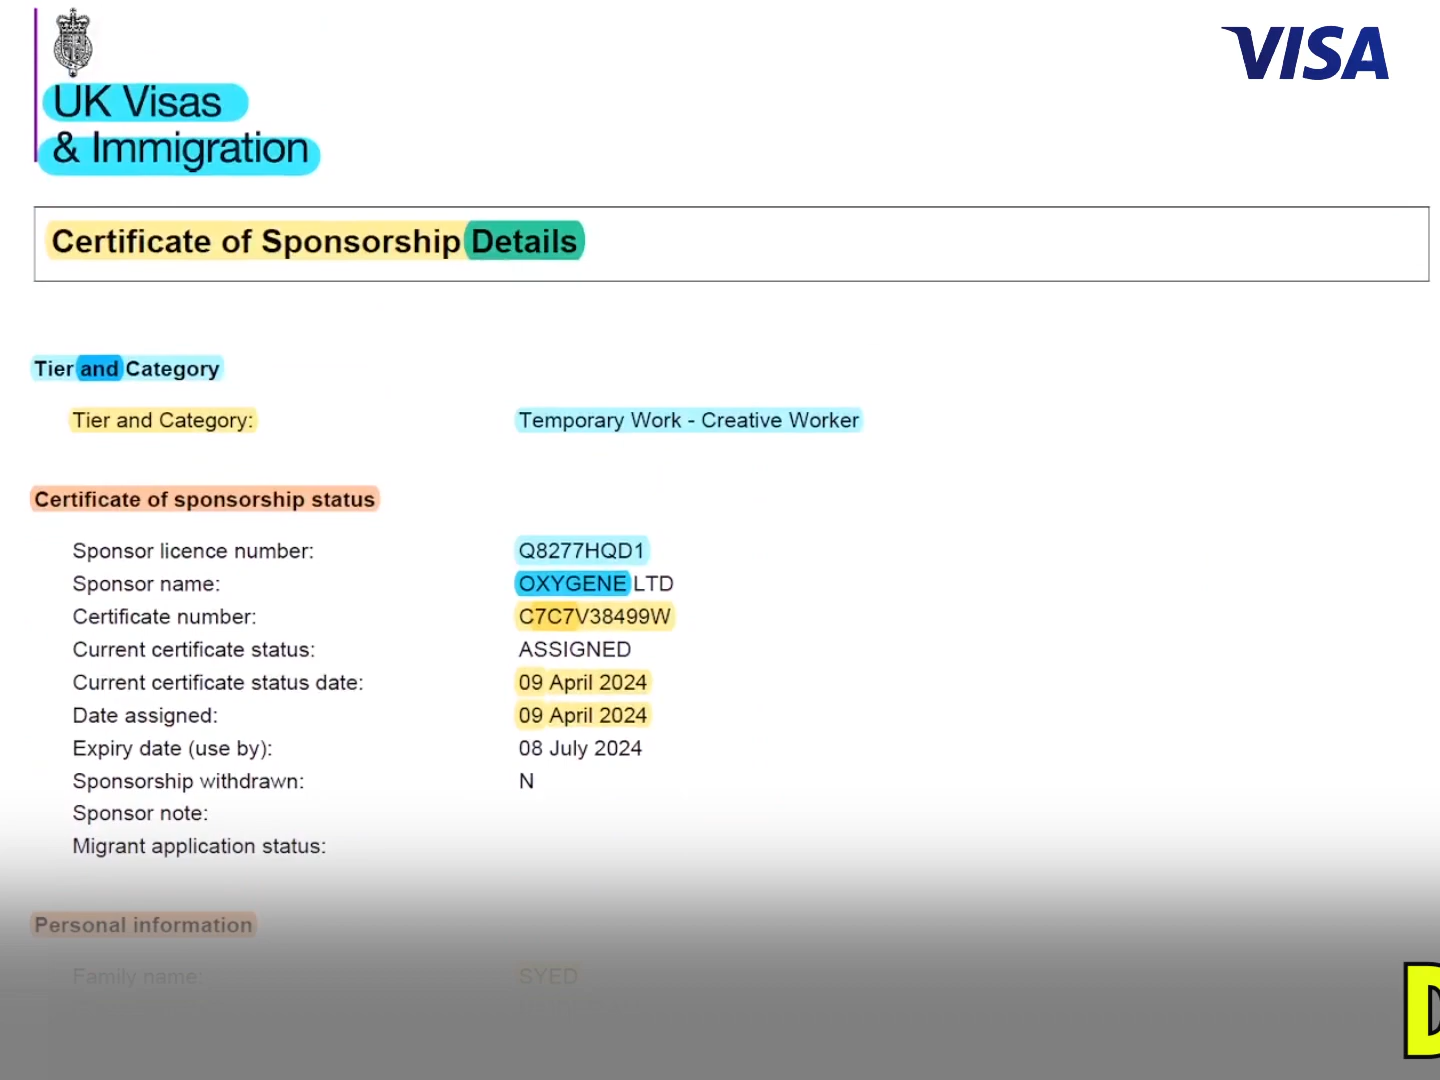 VISA
UK Visas
& Immigration
Certificate of Sponsorship Details
Tier and Category
Tier and Category: Temporary Work - Creative Worker
Certificate of sponsorship status
Sponsor licence number: Q8277HQD1
Sponsor name: OXYGENE LTD
Certificate number: C7C7V38499W
Current certificate status: ASSIGNED
Current certificate status date: 09 April 2024
Date assigned: 09 April 2024
Expiry date (use by): 08 July 2024
Sponsorship withdrawn: N
Sponsor note:
Migrant application status:
Personal information
Family name: SYED